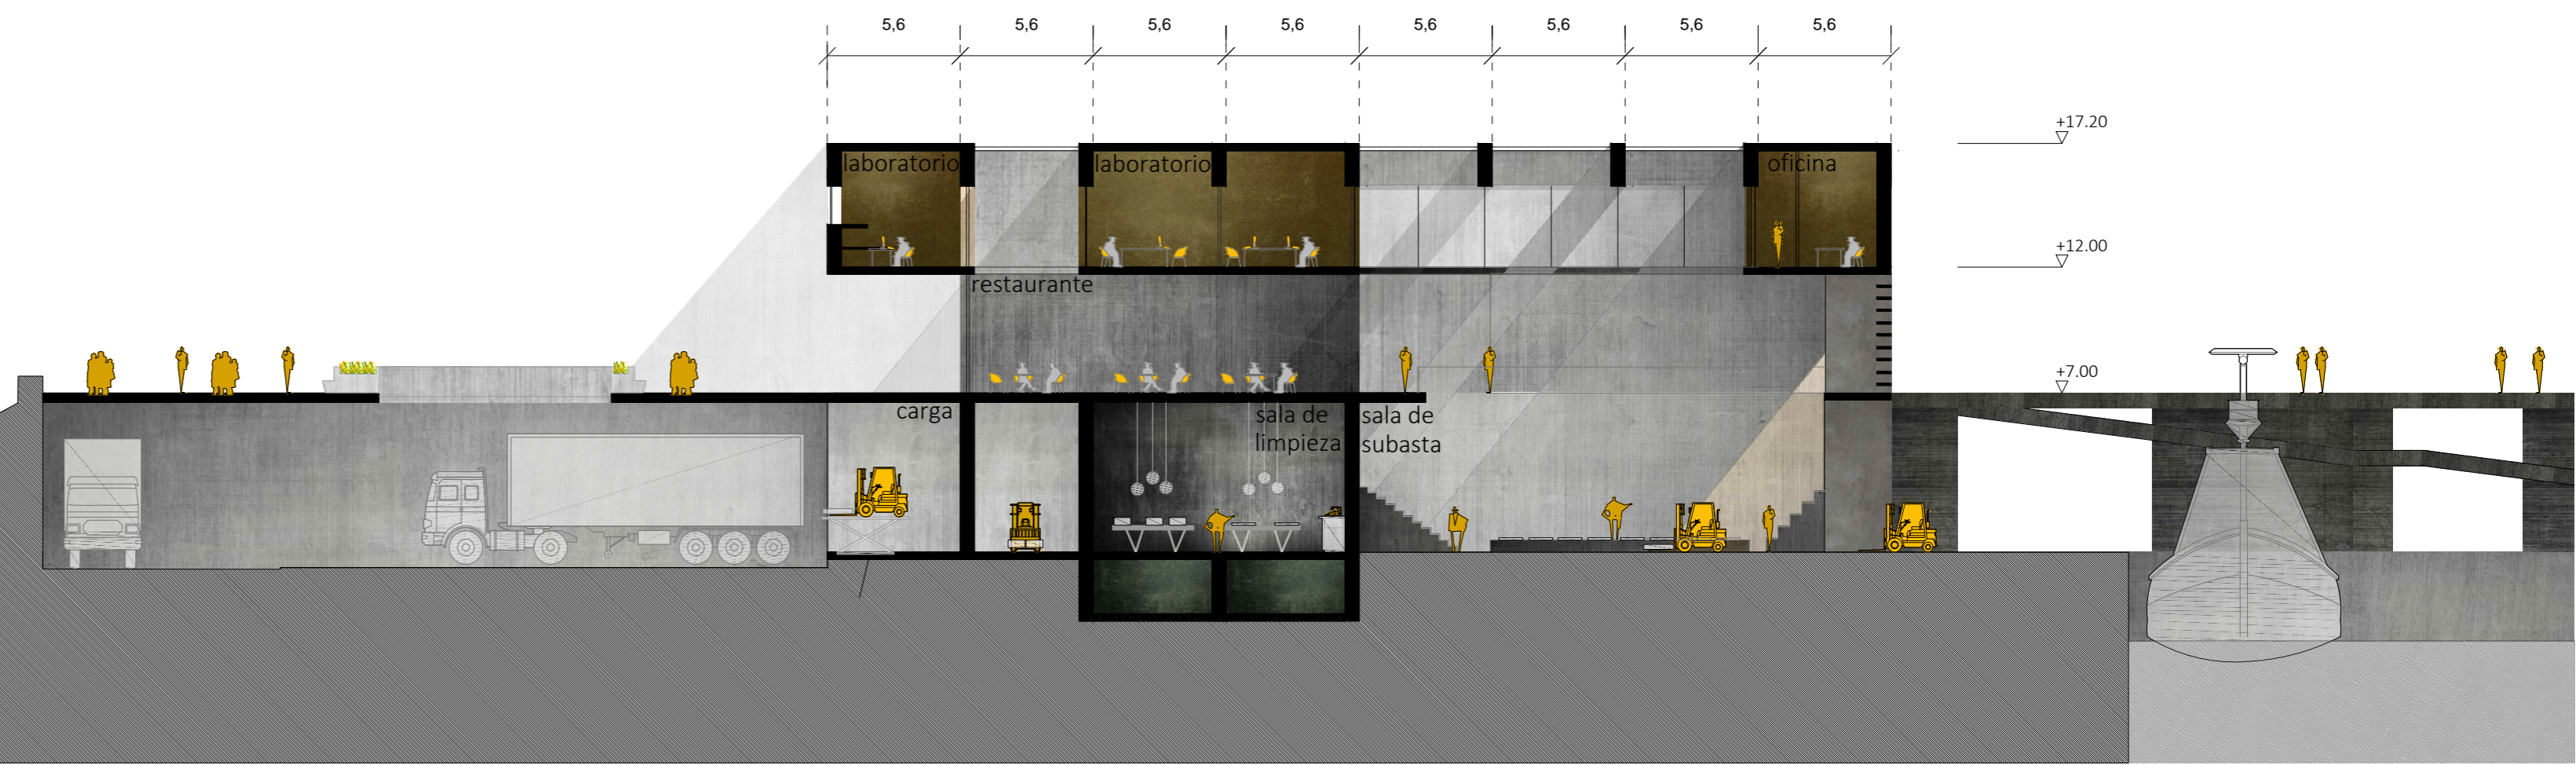 5,6 5,6 5,6 5,6 5,6 5,6 5,6 5,6
+17.20
laboratorio laboratorio oficina
+12.00
restaurante
+7.00
carga
sala de
limpieza
sala de
subasta